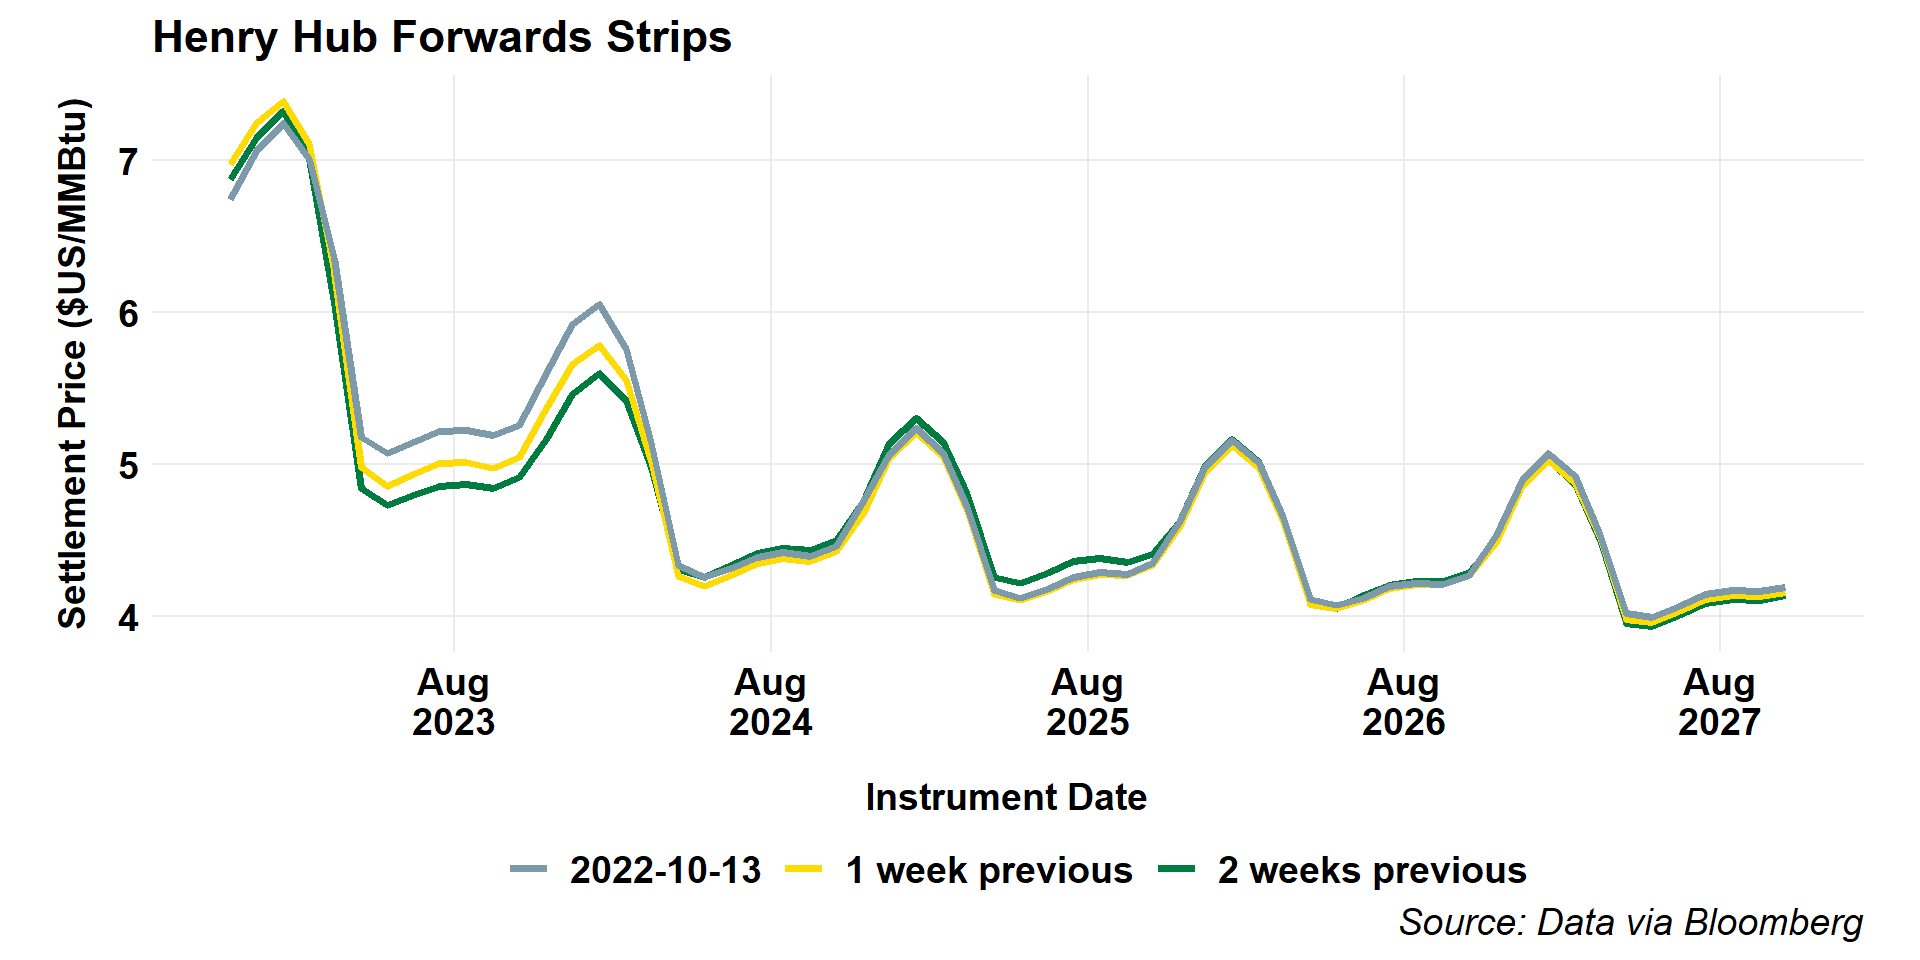 Henry Hub Forwards Strips
Settlement Price ($US/MMBtu)
7
6
5
4
Aug
2023
Aug
2024
Aug
2025
Aug
2026
Aug
2027
Instrument Date
2022-10-13
1 week previous
2 weeks previous
Source: Data via Bloomberg